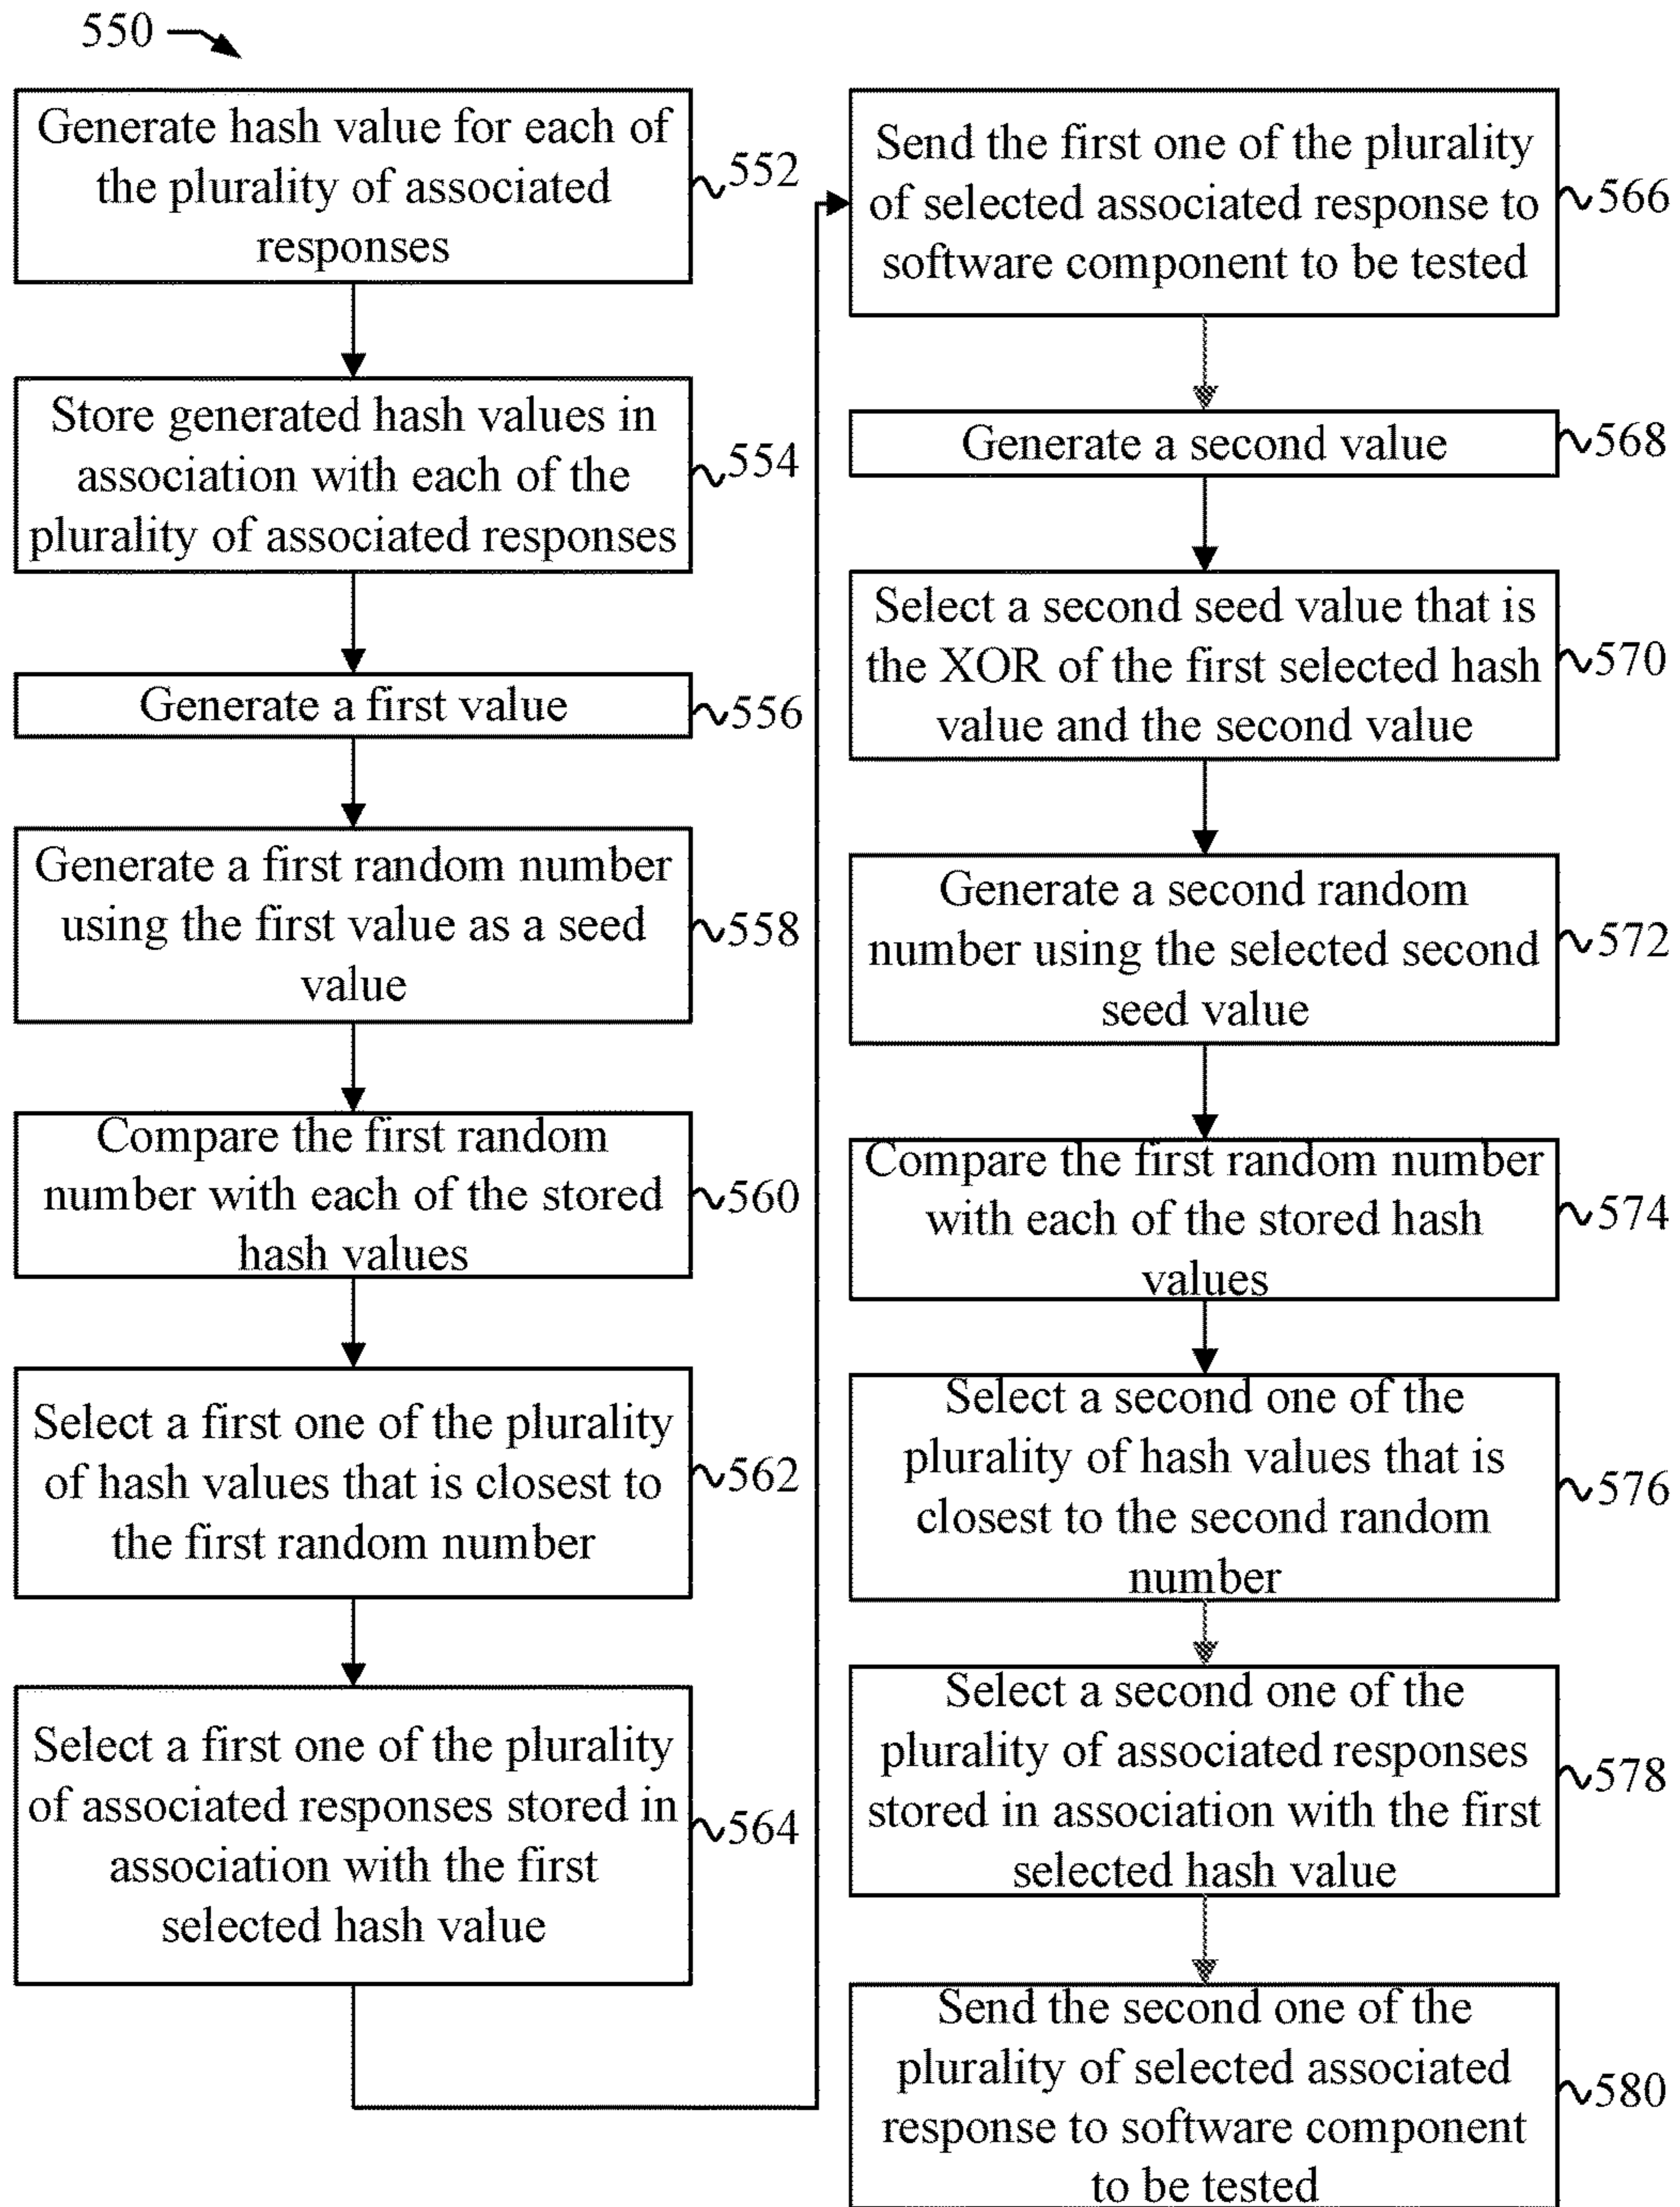 550
Generate hash value for each of
the plurality of associated
responses
552
Store generated hash values in
association with each of the
plurality of associated responses
554
Generate a first value
556
Generate a first random number
using the first value as a seed
value
558
Compare the first random
number with each of the stored
hash values
560
Select a first one of the plurality
of hash values that is closest to
the first random number
562
Select a first one of the plurality
of associated responses stored in
association with the first
selected hash value
564
Send the first one of the plurality
of selected associated response to
software component to be tested
566
Generate a second value
568
Select a second seed value that is
the XOR of the first selected hash
value and the second value
570
Generate a second random
number using the selected second
seed value
572
Compare the first random number
with each of the stored hash
values
574
Select a second one of the
plurality of hash values that is
closest to the second random
number
576
Select a second one of the
plurality of associated responses
stored in association with the first
selected hash value
578
Send the second one of the
plurality of selected associated
response to software component
to be tested
580